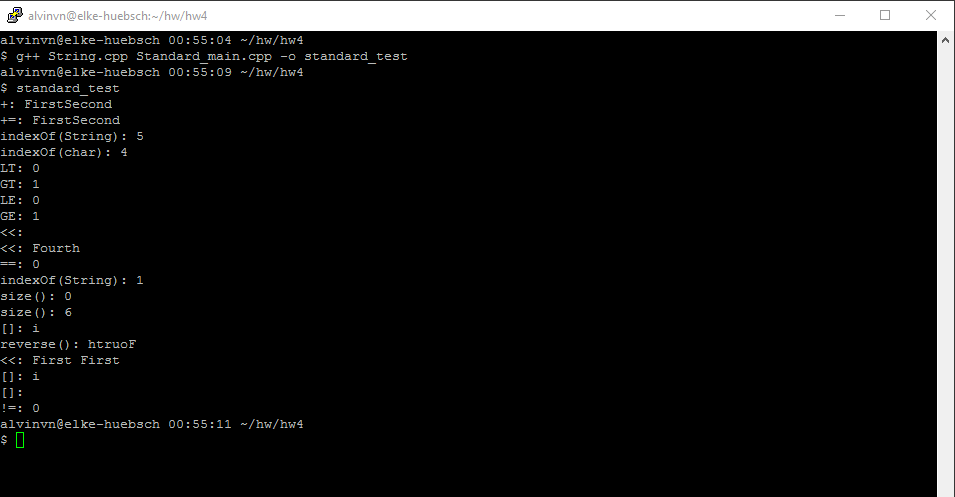 alvinvn@elke-huebsch:~/hw/hw4
alvinvn@elke-huebsch 00:55:04 ~/hw/hw4
$ g++ String.cpp Standard_main.cpp -o standard_test
alvinvn@elke-huebsch 00:55:09 ~/hw/hw4
$ standard_test
+: FirstSecond
+=: FirstSecond
indexOf(String): 5
indexOf(char): 4
LT: 0
GT: 1
LE: 0
GE: 1
<<:
<<: Fourth
==: 0
indexOf(String): 1
size(): 0
size(): 6
[]: i
reverse(): htruoF
<<: First First
[]: i
[]:
!=: 0
alvinvn@elke-huebsch 00:55:11 ~/hw/hw4
$